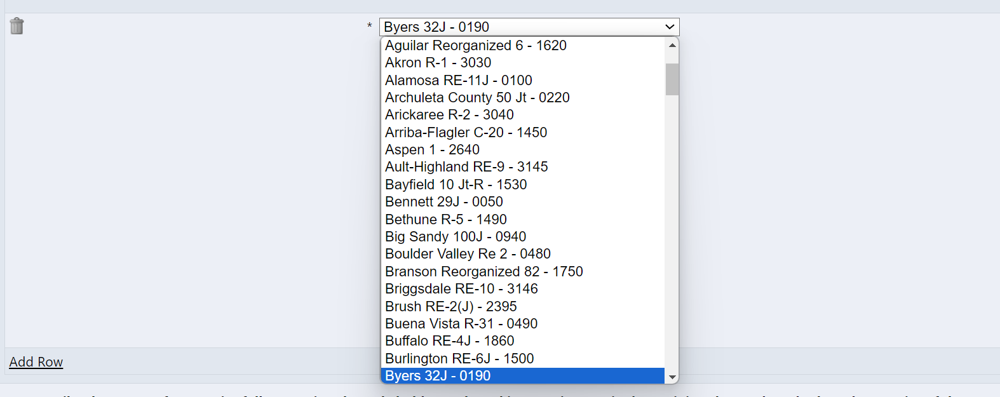 * Byers 32J - 0190
Aguilar Reorganized 6 - 1620
Akron R-1 - 3030
Alamosa RE-11J - 0100
Archuleta County 50 Jt - 0220
Arickaree R-2 - 3040
Arriba-Flagler C-20 - 1450
Aspen 1 - 2640
Ault-Highland RE-9 - 3145
Bayfield 10 Jt-R - 1530
Bennett 29J - 0050
Bethune R-5 - 1490
Big Sandy 100J - 0940
Boulder Valley Re 2 - 0480
Branson Reorganized 82 - 1750
Briggsdale RE-10 - 3146
Brush RE-2(J) - 2395
Buena Vista R-31 - 0490
Buffalo RE-4J - 1860
Burlington RE-6J - 1500
Byers 32J - 0190
Add Row